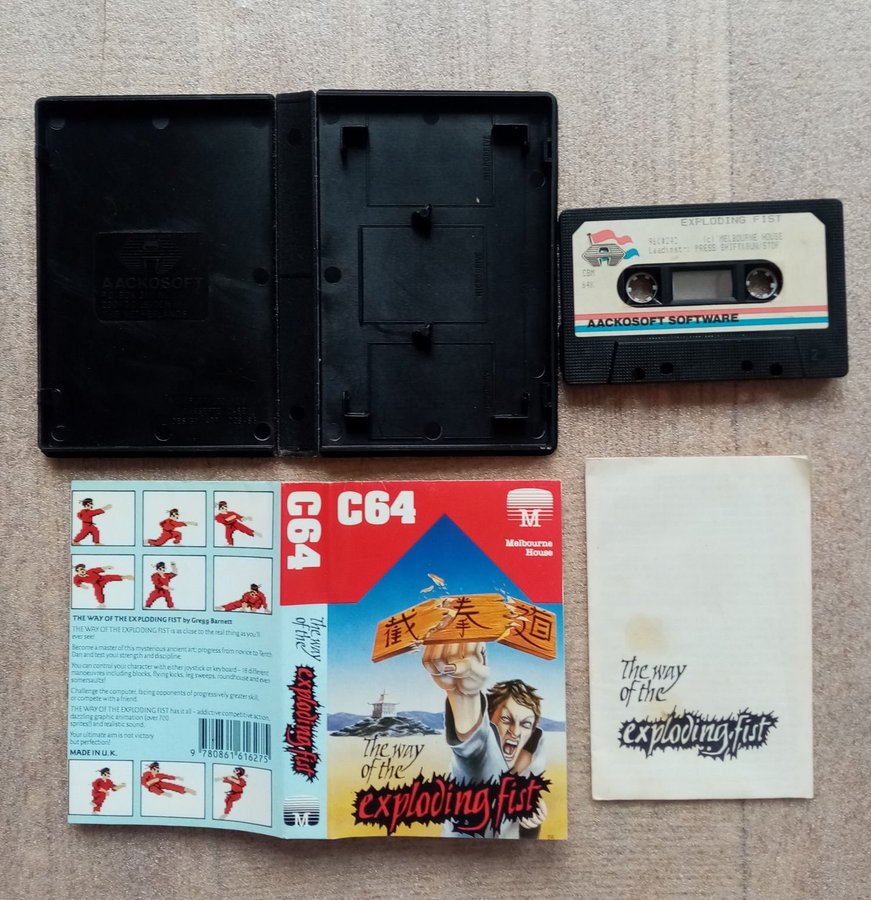 AACKOSOFT
EXPLODING FIST
(c) MELBOURNE HOUSE
Loadinstr: PRESS SHIFT&RUN/STOP
CBM
64K
AACKOSOFT SOFTWARE
2
THE WAY OF THE EXPLODING FIST by Gregg Barnett
THE WAY OF THE EXPLODING FIST is as close to the real thing as you'll
ever see!
Become a master of this mysterious ancient art: progress from novice to Tenth
Dan and test your strength and discipline.
You can control your character with either joystick or keyboard – 18 different
manoeuvres including blocks, flying kicks, leg sweeps, roundhouse and even
somersaults!
Challenge the computer, facing opponents of progressively greater skill,
or compete with a friend.
THE WAY OF THE EXPLODING FIST has it all – addictive competitive action,
dazzling graphic animation (over 700
sprites!) and realistic sound.
Your ultimate aim is not victory
but perfection!
MADE IN U.K.
9 780861 616275
C64
The way
of the
exploding fist
M
C64
M
Melbourne
House
截拳道
The way
of the
exploding fist
The way
of the
exploding fist